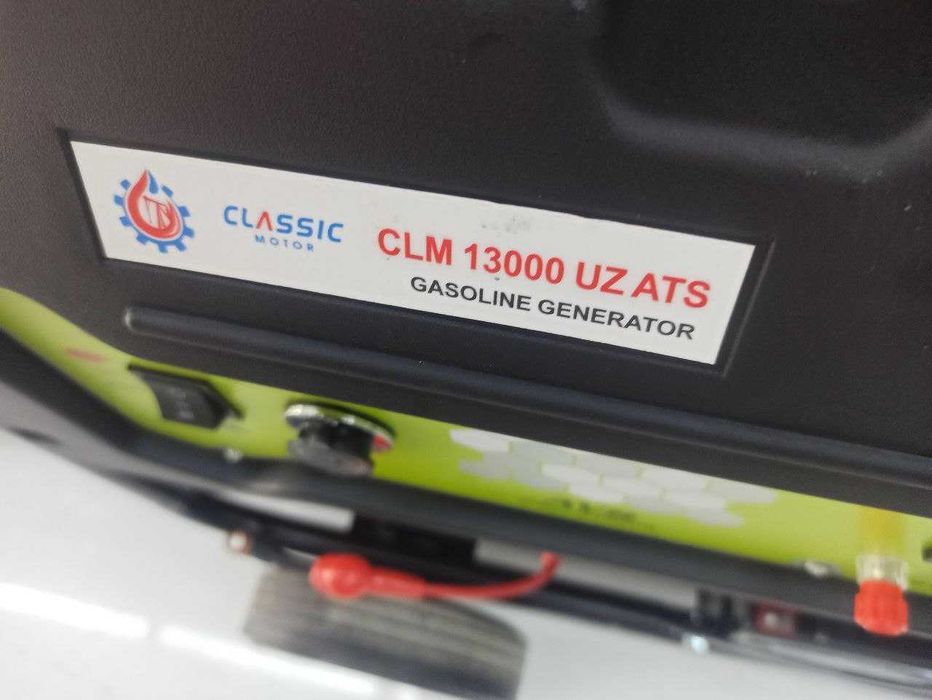 CLASSIC
MOTOR
CLM 13000 UZ ATS
GASOLINE GENERATOR